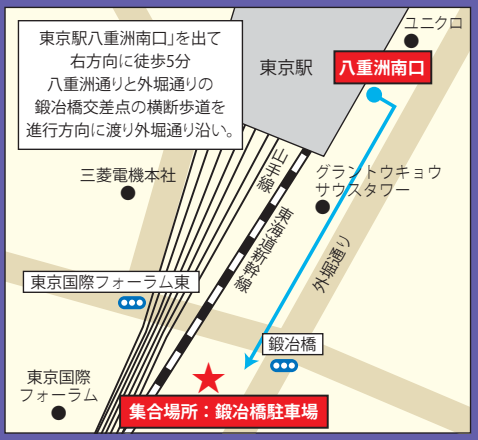 東京駅八重洲南口」を出て
右方向に徒歩5分
八重洲通りと外堀通りの
鍛冶橋交差点の横断歩道を
進行方向に渡り外堀通り沿い。
ユニクロ
東京駅
八重洲南口
三菱電機本社
山手線
東海道新幹線
グラントウキョウ
サウスタワー
外堀通り
東京国際フォーラム東
鍛冶橋
東京国際
フォーラム
集合場所：鍛冶橋駐車場